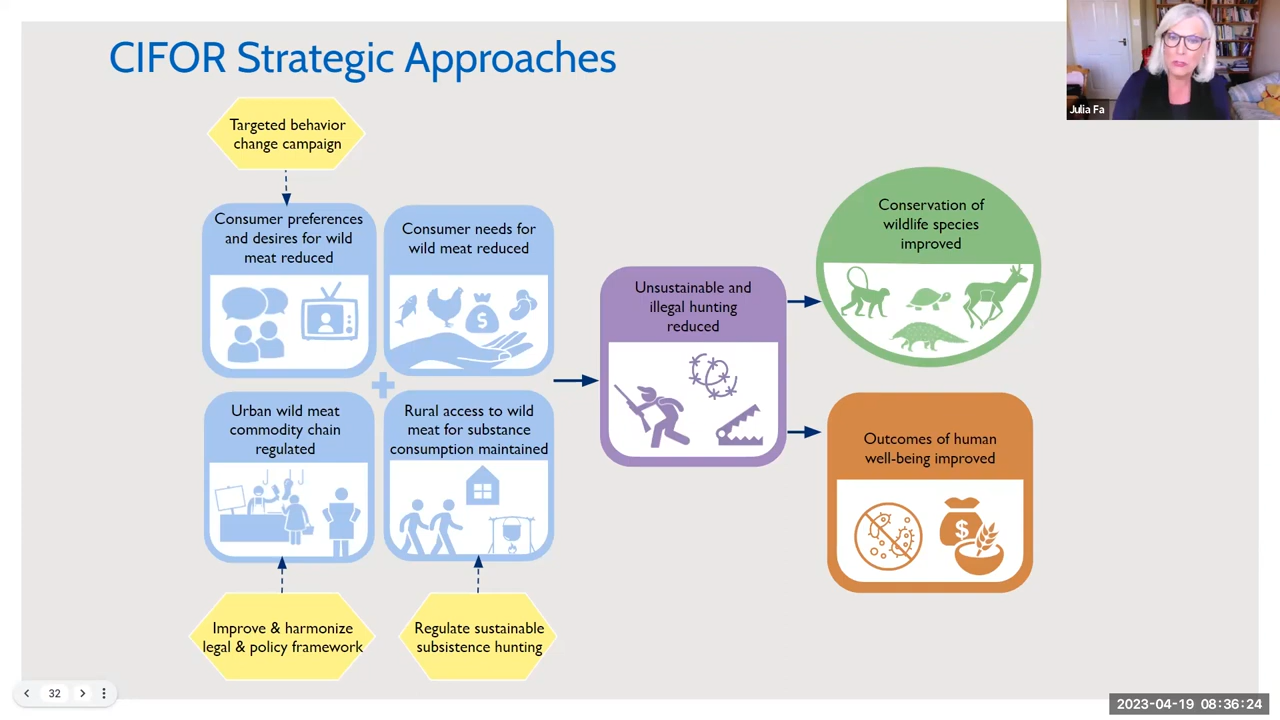 CIFOR Strategic Approaches
Julia Fa
Targeted behavior
change campaign
Consumer preferences
and desires for wild
meat reduced
Consumer needs for
wild meat reduced
$
Urban wild meat
commodity chain
regulated
Rural access to wild
meat for substance
consumption maintained
Improve & harmonize
legal & policy framework
Regulate sustainable
subsistence hunting
Unsustainable and
illegal hunting
reduced
Conservation of
wildlife species
improved
Outcomes of human
well-being improved
$
32
2023-04-19 08:36:24